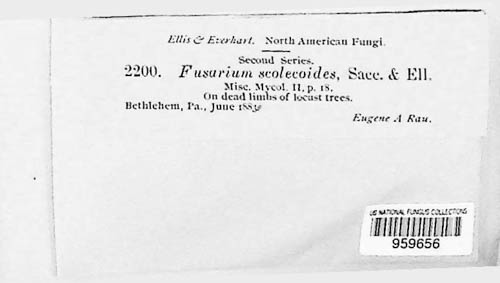 Ellis & Everhart. North American Fungi.
Second Series.
2200. Fusarium scolecoides, Sacc. & Ell.
Misc. Mycol. II, p. 18.
On dead limbs of locust trees.
Bethlehem, Pa., June
Eugene A Rau.
US NATIONAL FUNGUS COLLECTIONS
959656